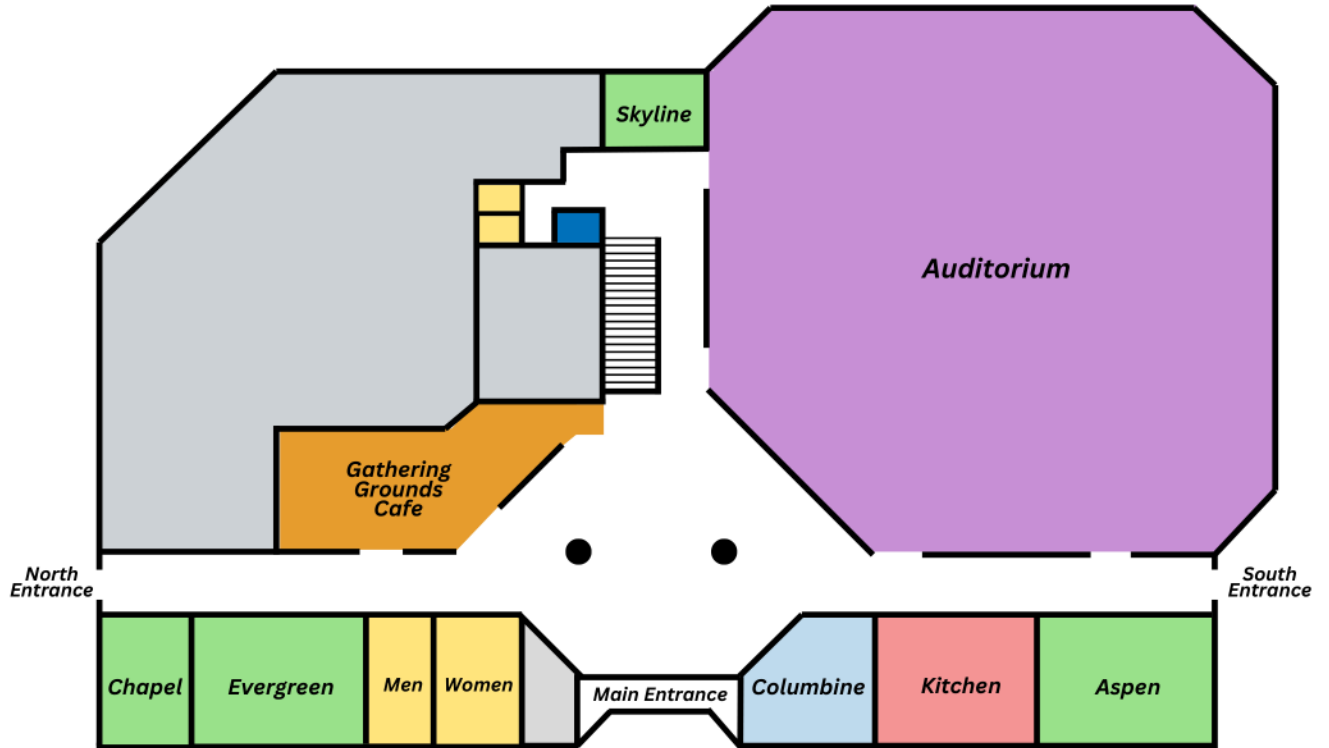 Skyline
Auditorium
Gathering
Grounds
Cafe
North
Entrance
South
Entrance
Chapel
Evergreen
Men
Women
Main Entrance
Columbine
Kitchen
Aspen